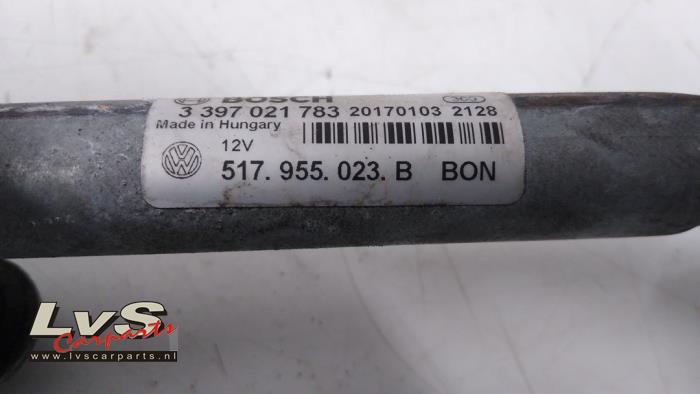 BOSCH
3 397 021 783 20170103 2128
Made in Hungary
12V
517. 955. 023. B BON
LvS
Carparts
www.lvscarparts.nl